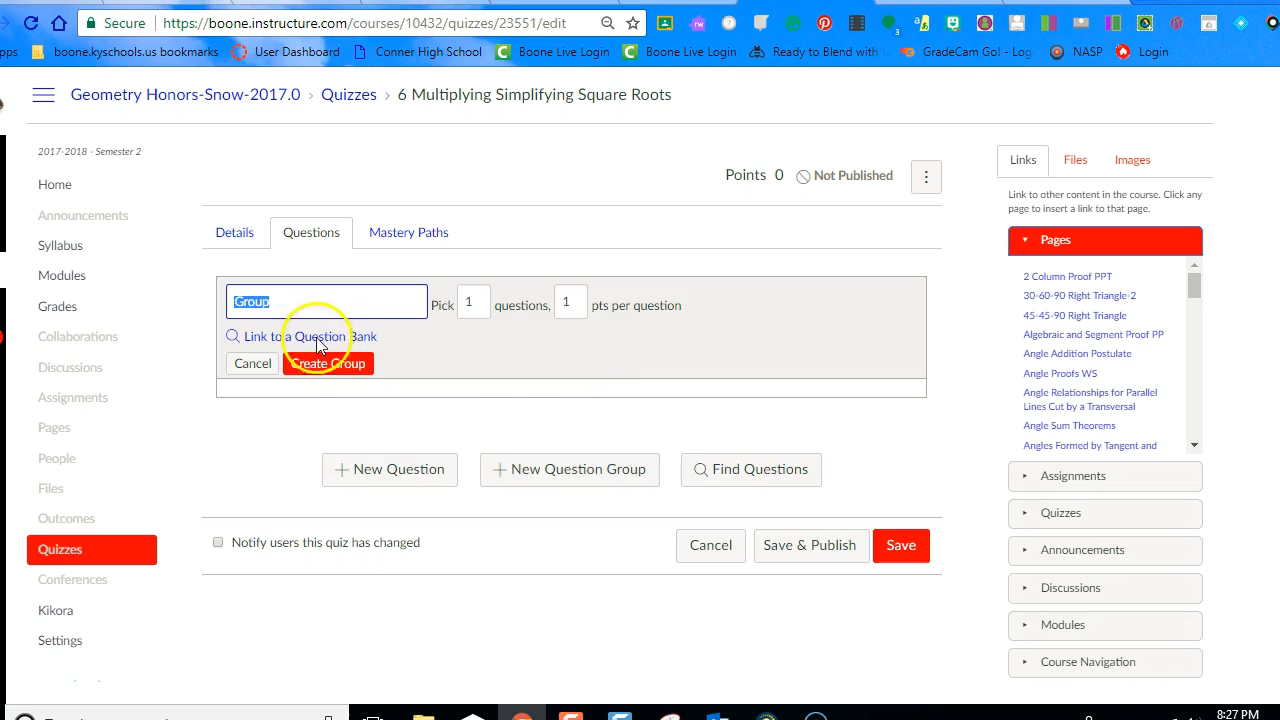 Secure https://boone.instructure.com/courses/10432/quizzes/23551/edit
boone.kyschools.us bookmarks User Dashboard Conner High School Boone Live Login Boone Live Login Ready to Blend with GradeCam Go! - Log NASP Login
Geometry Honors-Snow-2017.0 › Quizzes › 6 Multiplying Simplifying Square Roots
2017-2018 - Semester 2
Home
Announcements
Syllabus
Modules
Grades
Collaborations
Discussions
Assignments
Pages
People
Files
Outcomes
Quizzes
Conferences
Kikora
Settings
Points 0 Not Published
Details Questions Mastery Paths
Group Pick 1 questions, 1 pts per question
Link to a Question Bank
Cancel Create Group
+ New Question + New Question Group Find Questions
Notify users this quiz has changed Cancel Save & Publish Save
Links Files Images
Link to other content in the course. Click any
page to insert a link to that page.
Pages
2 Column Proof PPT
30-60-90 Right Triangle-2
45-45-90 Right Triangle
Algebraic and Segment Proof PP
Angle Addition Postulate
Angle Proofs WS
Angle Relationships for Parallel
Lines Cut by a Transversal
Angle Sum Theorems
Angles Formed by Tangent and
Assignments
Quizzes
Announcements
Discussions
Modules
Course Navigation
8:27 PM